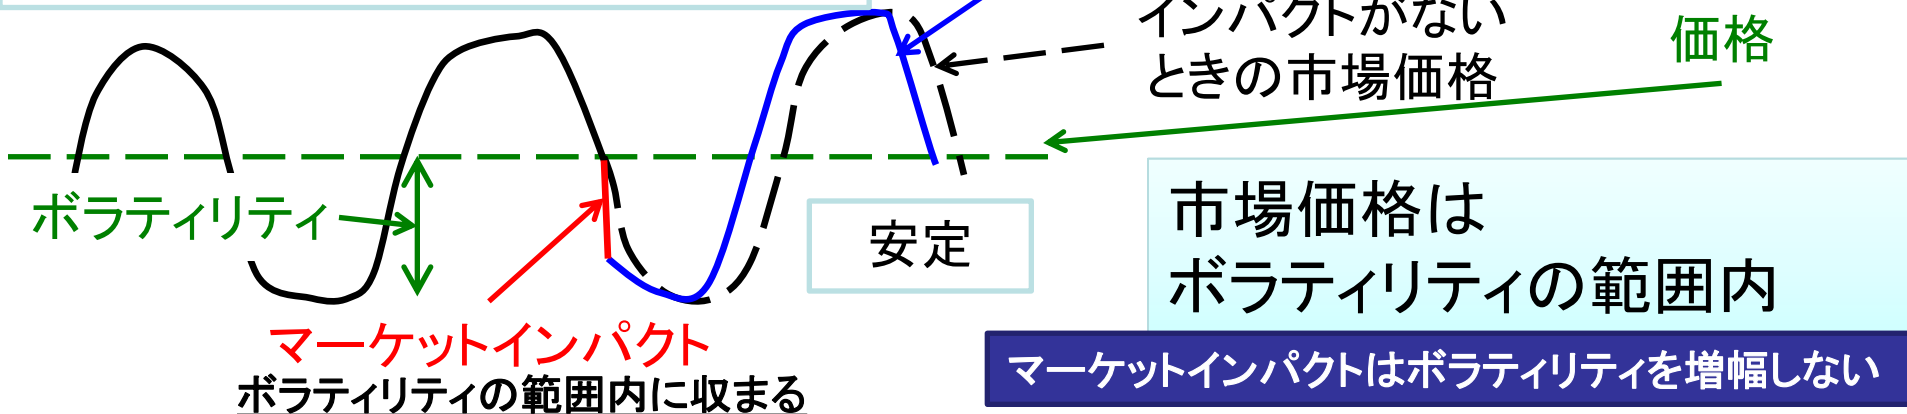 インパクトがない
ときの市場価格
価格
ボラティリティ
安定
市場価格は
ボラティリティの範囲内
マーケットインパクト
ボラティリティの範囲内に収まる
マーケットインパクトはボラティリティを増幅しない